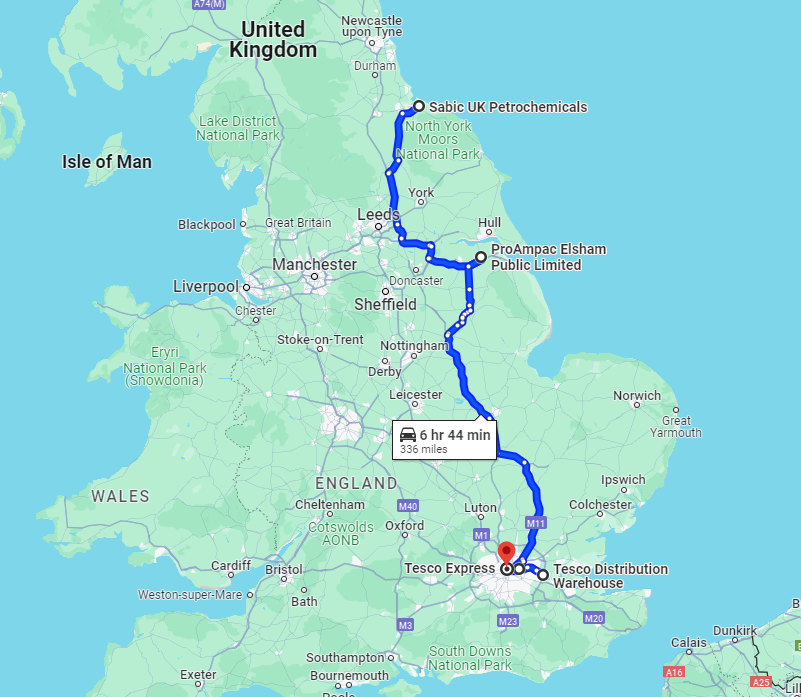 A74(M)
Newcastle
upon Tyne
United
Kingdom
Durham
Sabic UK Petrochemicals
Lake District
National Park
North York
Moors
National Park
Isle of Man
York
Leeds
Blackpool
Great Britain
Hull
ProAmpac Elsham
Public Limited
Manchester
Doncaster
Liverpool
Sheffield
Chester
Stoke-on-Trent
Nottingham
Eryri
National Park
(Snowdonia)
Derby
Leicester
Norwich
Great
Yarmouth
6 hr 44 min
336 miles
WALES
ENGLAND
Ipswich
Cheltenham
M40
Luton
Colchester
Cotswolds
AONB
Oxford
M11
M1
Cardiff
Bristol
Tesco Express
Tesco Distribution
Warehouse
Weston-super-Mare
Bath
M3
M23
M20
Southampton
South Downs
National Park
Dunkirk
Calais
Exeter
Bournemouth
A16
A25